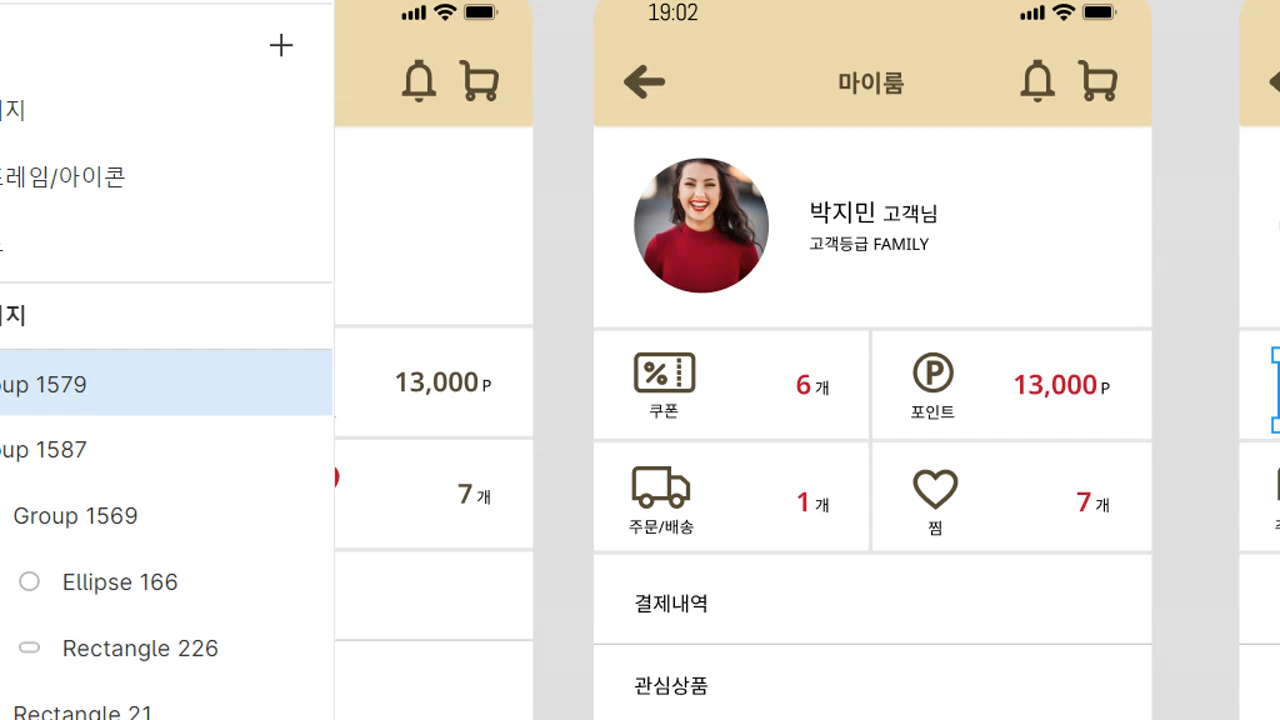 19:02
마이룸
지
레임/아이콘
지
up 1579
up 1587
Group 1569
Ellipse 166
Rectangle 226
Rectangle 21
13,000 P
7 개
박지민 고객님
고객등급 FAMILY
쿠폰
6 개
포인트
13,000 P
주문/배송
1 개
찜
7 개
결제내역
관심상품